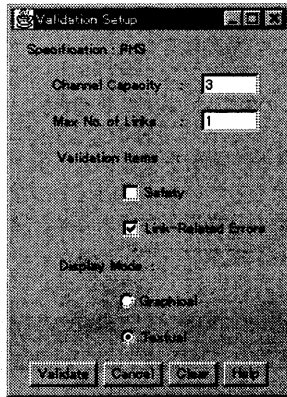 Validation Setup
Specification : FMS
Channel Capacity : 3
Max No. of Links : 1
Validation Items :
Safety
Link-Related Errors
Display Mode :
Graphical
Textual
Validate Cancel Clear Help